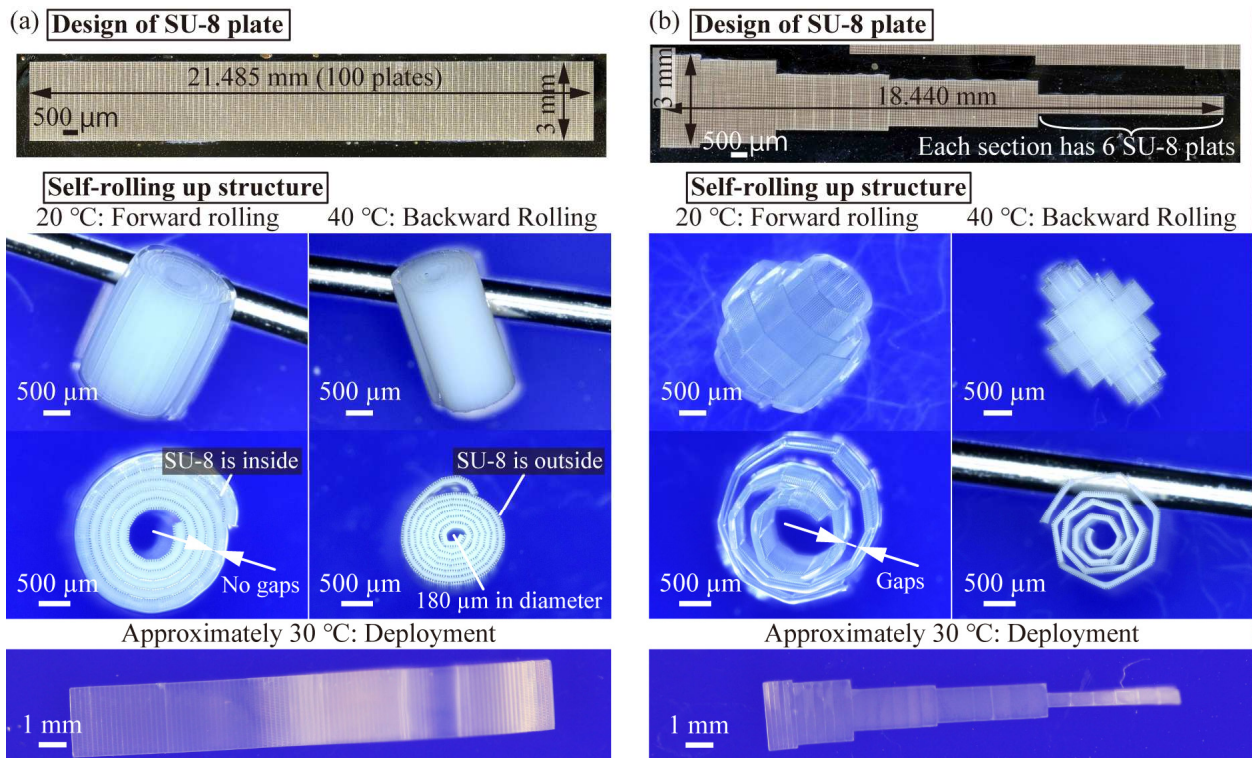 (a)
Design of SU-8 plate
21.485 mm (100 plates)
3 mm
500 µm
Self-rolling up structure
20 ℃: Forward rolling
40 ℃: Backward Rolling
500 µm
500 µm
SU-8 is inside
SU-8 is outside
500 µm
No gaps
500 µm
180 µm in diameter
Approximately 30 ℃: Deployment
1 mm
(b)
Design of SU-8 plate
3 mm
18.440 mm
500 µm
Each section has 6 SU-8 plats
Self-rolling up structure
20 ℃: Forward rolling
40 ℃: Backward Rolling
500 µm
500 µm
500 µm
Gaps
500 µm
Approximately 30 ℃: Deployment
1 mm